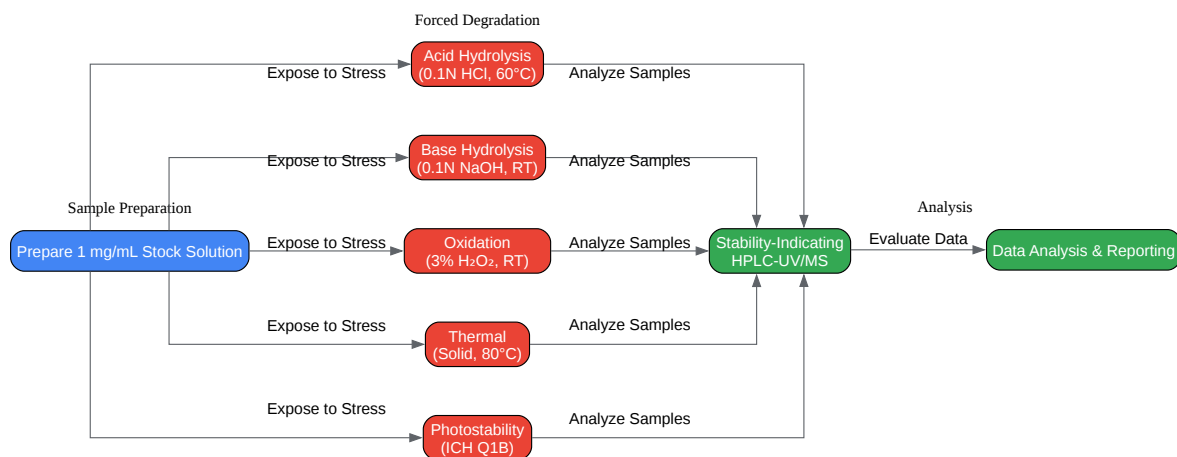 Forced Degradation
Acid Hydrolysis
(0.1N HCl, 60°C)
Expose to Stress
Analyze Samples
Base Hydrolysis
(0.1N NaOH, RT)
Expose to Stress
Analyze Samples
Sample Preparation
Analysis
Prepare 1 mg/mL Stock Solution
Expose to Stress
Oxidation
(3% H₂O₂, RT)
Analyze Samples
Stability-Indicating
HPLC-UV/MS
Evaluate Data
Data Analysis & Reporting
Expose to Stress
Thermal
(Solid, 80°C)
Analyze Samples
Expose to Stress
Photostability
(ICH Q1B)
Analyze Samples